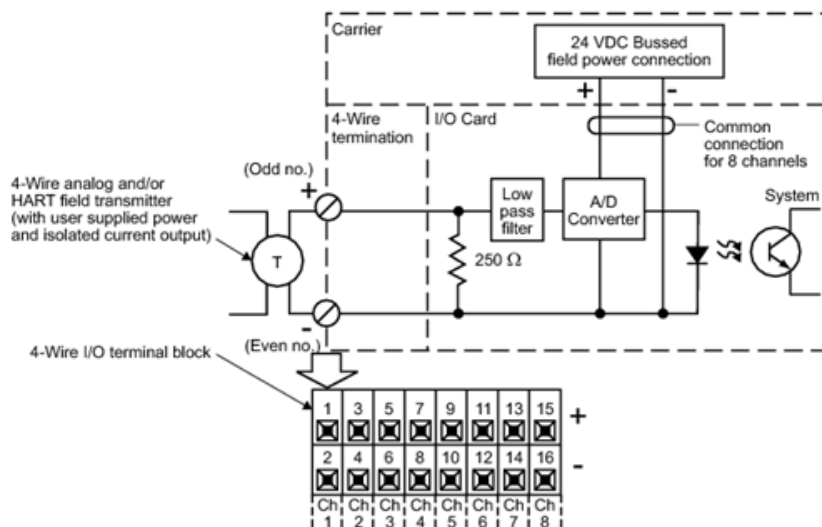 Carrier
24 VDC Bussed
field power connection
+
-
4-Wire
termination
I/O Card
Common
connection
for 8 channels
(Odd no.)
+
4-Wire analog and/or
HART field transmitter
(with user supplied power
and isolated current output)
T
Low
pass
filter
A/D
Converter
System
250 Ω
-
(Even no.)
4-Wire I/O terminal block
1 3 5 7 9 11 13 15 +
2 4 6 8 10 12 14 16 -
Ch Ch Ch Ch Ch Ch Ch Ch
1 2 3 4 5 6 7 8